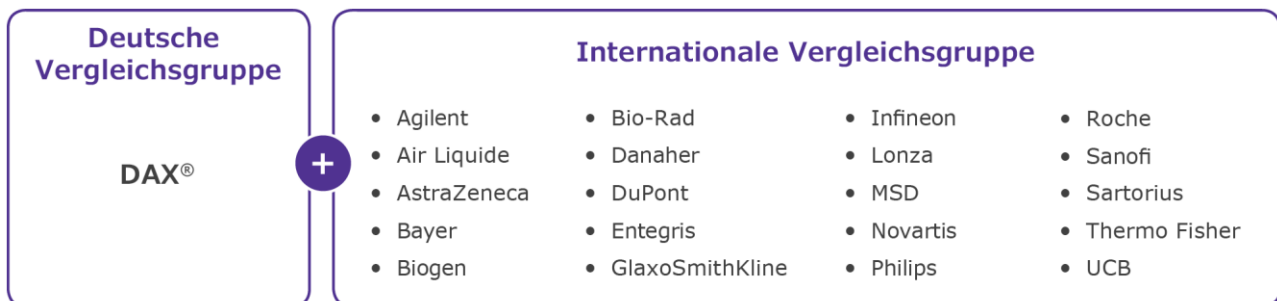 Deutsche
Vergleichsgruppe
DAX®
+
Internationale Vergleichsgruppe
• Agilent
• Air Liquide
• AstraZeneca
• Bayer
• Biogen
• Bio-Rad
• Danaher
• DuPont
• Entegris
• GlaxoSmithKline
• Infineon
• Lonza
• MSD
• Novartis
• Philips
• Roche
• Sanofi
• Sartorius
• Thermo Fisher
• UCB